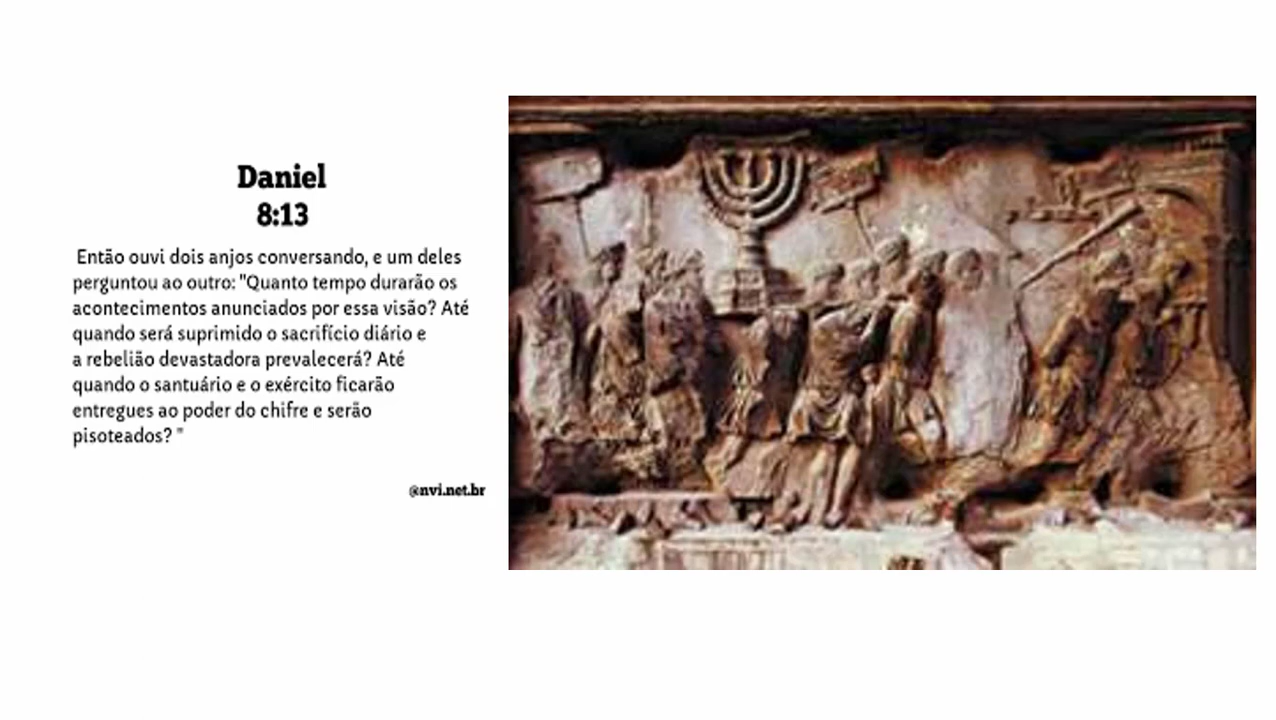 Daniel
8:13
Então ouvi dois anjos conversando, e um deles
perguntou ao outro: "Quanto tempo durarão os
acontecimentos anunciados por essa visão? Até
quando será suprimido o sacrifício diário e
a rebelião devastadora prevalecerá? Até
quando o santuário e o exército ficarão
entregues ao poder do chifre e serão
pisoteados? "
@nvi.net.br